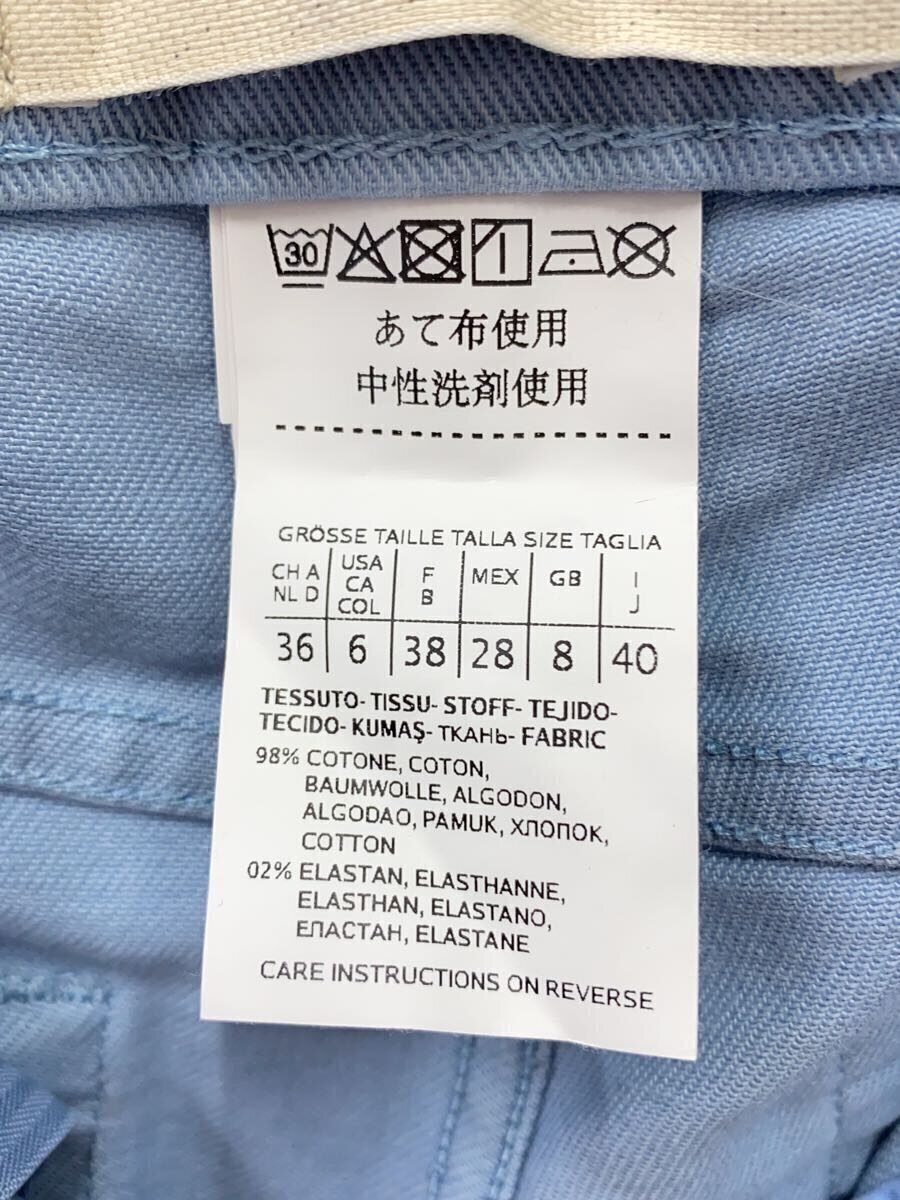 30
あて布使用
中性洗剤使用
GRÖSSE TAILLE TALLA SIZE TAGLIA
CH A NL D USA CA COL F B MEX GB I J
36 6 38 28 8 40
TESSUTO- TISSU- STOFF- TEJIDO-
TECIDO- KUMAŞ- ТКАНЬ- FABRIC
98% COTONE, COTON,
BAUMWOLLE, ALGODON,
ALGODAO, PAMUK, ХЛОПОК,
COTTON
02% ELASTAN, ELASTHANNE,
ELASTHAN, ELASTANO,
ЕЛАСТАН, ELASTANE
CARE INSTRUCTIONS ON REVERSE